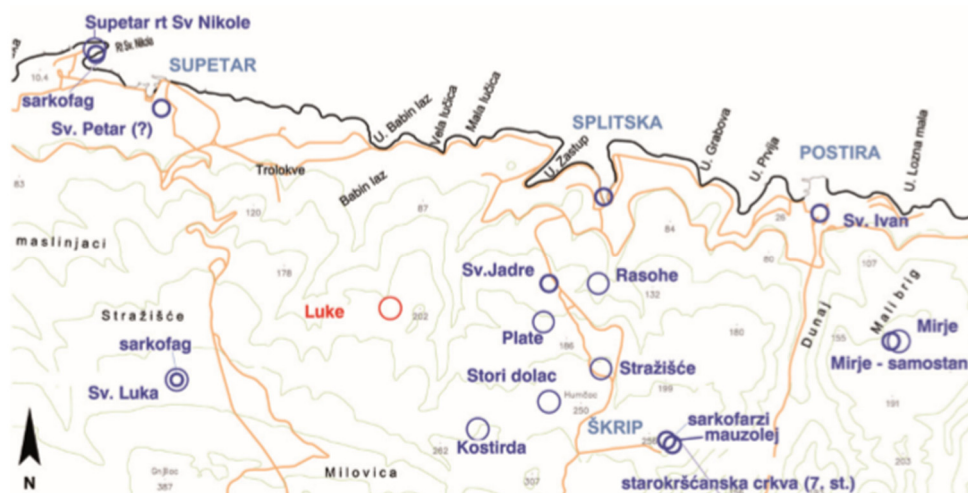 Supetar rt Sv Nikole
Rt Sv. Nikola
10,4
SUPETAR
sarkofag
Sv. Petar (?)
U. Babin laz
Vela lučica
Mala lučica
SPLITSKA
U. Zastup
U. Grabova
U. Prvija
POSTIRA
U. Lozna mala
83
Trolokve
Babin laz
120
87
84
26
Sv. Ivan
maslinjaci
178
Sv.Jadre
Rasohe
132
80
107
Luke
202
Stražišće
Plate
186
180
Dunaj
Malibrig
155
Mirje
Mirje - samostan
sarkofag
Sv. Luka
Stori dolac
Stražišće
Humčac
199
250
191
Kostirda
262
ŠKRIP
258
sarkofarzi
mauzolej
203
Milovica
387
307
starokršćanska crkva (7. st.)
N